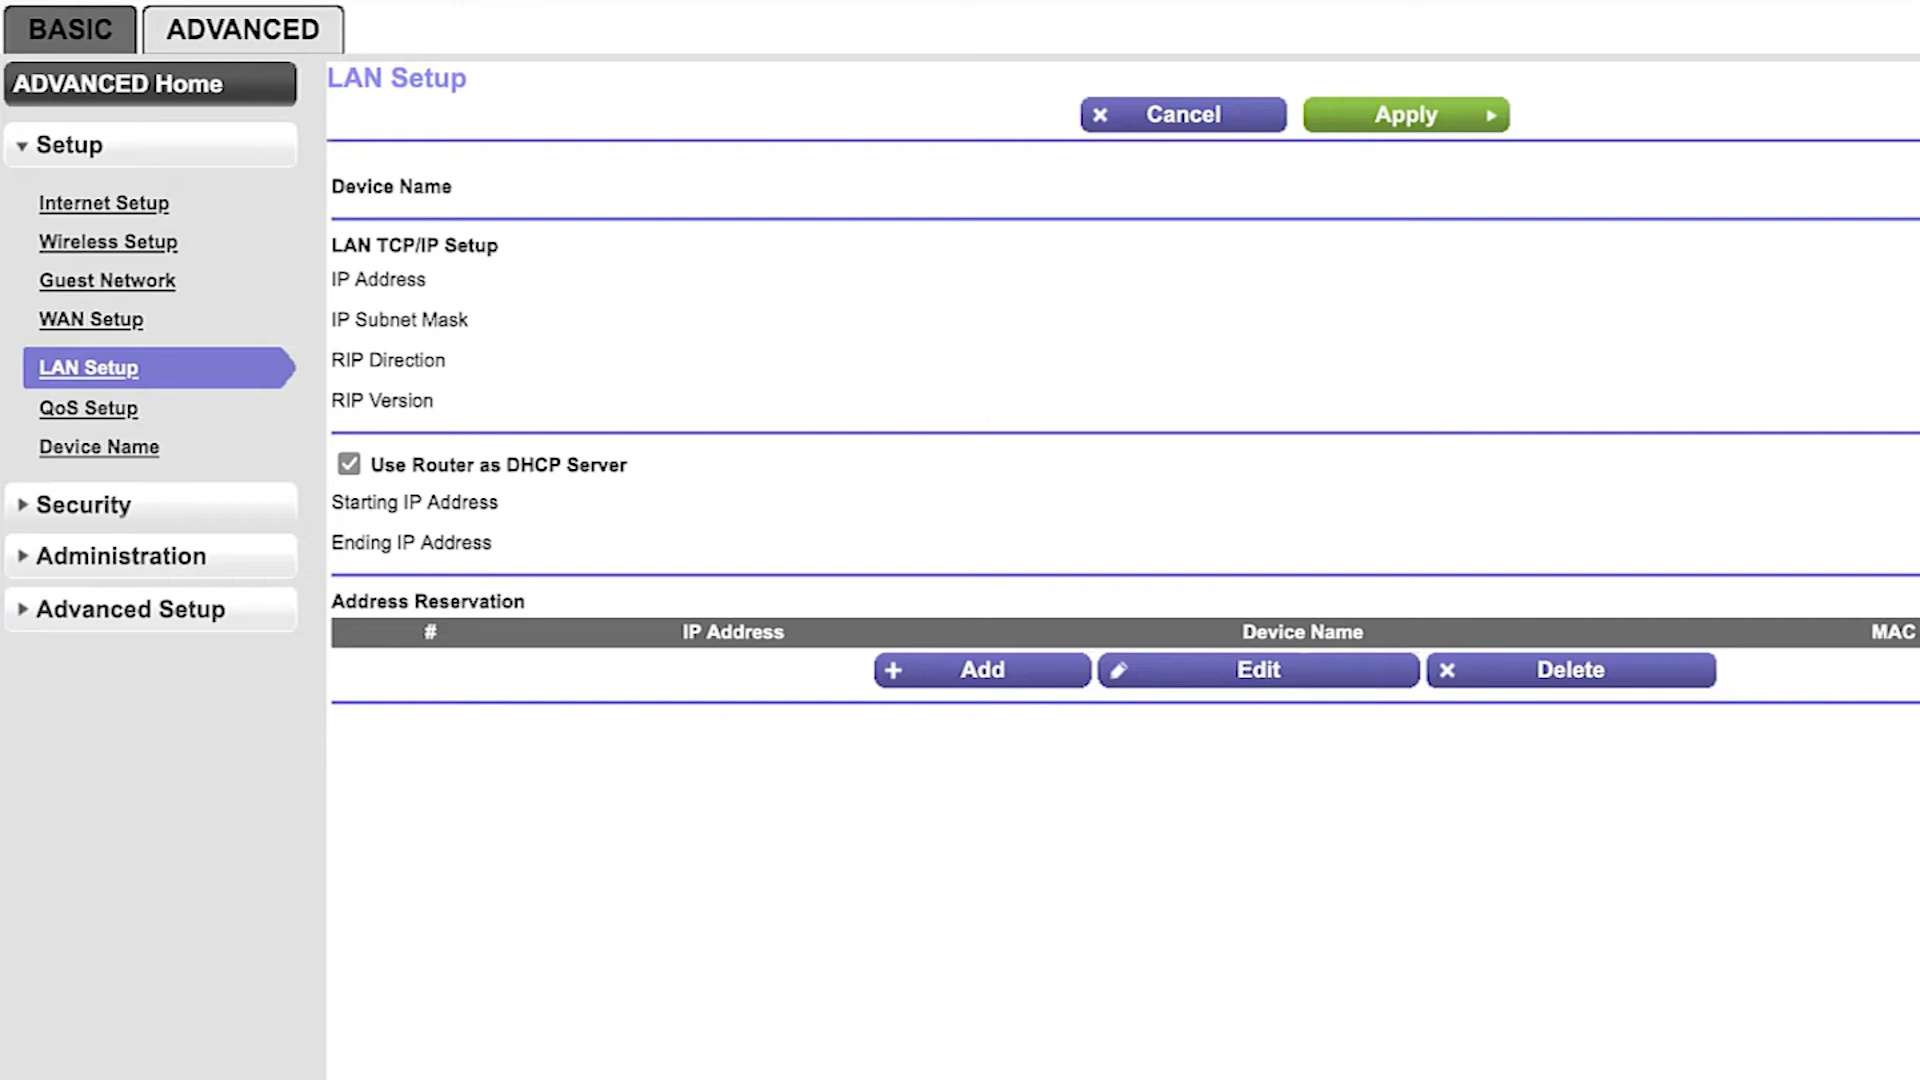 BASIC ADVANCED
ADVANCED Home
LAN Setup
Cancel Apply
Setup
Internet Setup
Wireless Setup
Guest Network
WAN Setup
LAN Setup
QoS Setup
Device Name
Security
Administration
Advanced Setup
Device Name
LAN TCP/IP Setup
IP Address
IP Subnet Mask
RIP Direction
RIP Version
Use Router as DHCP Server
Starting IP Address
Ending IP Address
Address Reservation
# IP Address Device Name MAC
Add Edit Delete